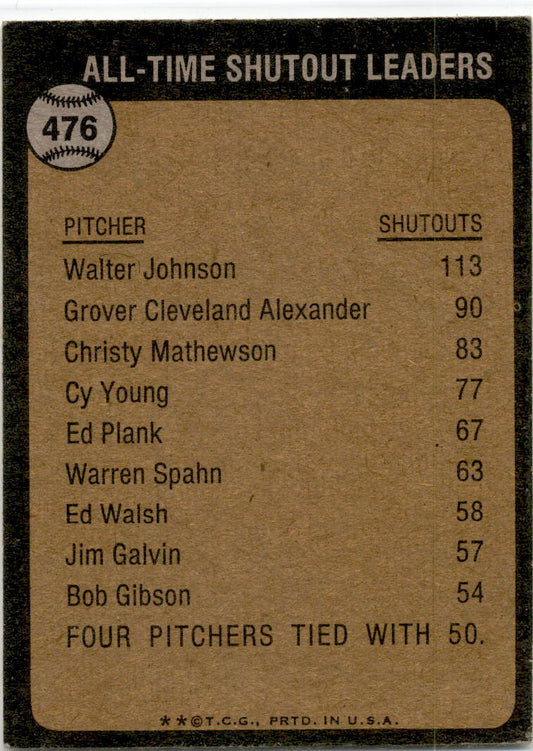 ALL-TIME SHUTOUT LEADERS
476
PITCHER SHUTOUTS
Walter Johnson 113
Grover Cleveland Alexander 90
Christy Mathewson 83
Cy Young 77
Ed Plank 67
Warren Spahn 63
Ed Walsh 58
Jim Galvin 57
Bob Gibson 54
FOUR PITCHERS TIED WITH 50.
**©T.C.G., PRTD. IN U.S.A.